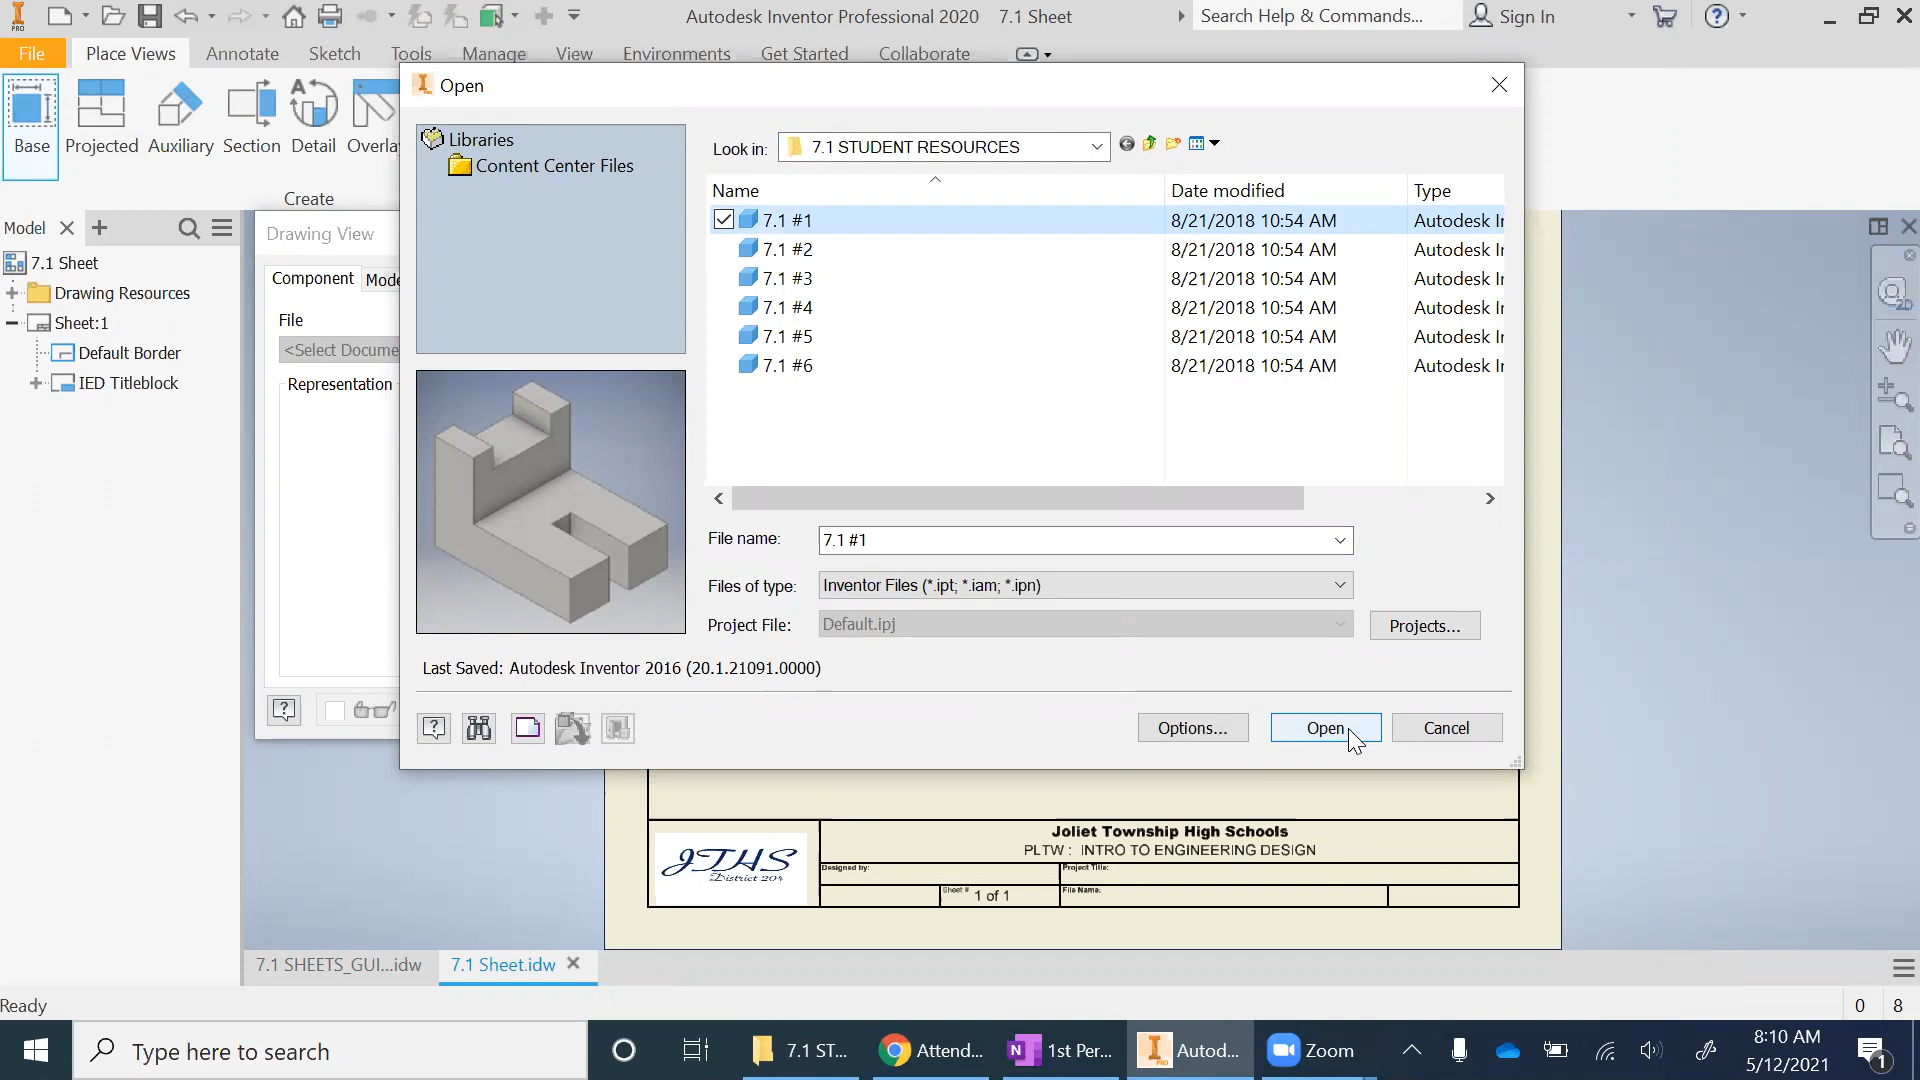 PRO
Autodesk Inventor Professional 2020 7.1 Sheet
Search Help & Commands...
Sign In
File Place Views Annotate Sketch Tools Manage View Environments Get Started Collaborate
Base Projected Auxiliary Section Detail Overla
Create
Model
7.1 Sheet
Drawing Resources
Sheet:1
Default Border
IED Titleblock
Drawing View
Component Mode
File
<Select Docume
Representation
Open
Libraries
Content Center Files
Look in: 7.1 STUDENT RESOURCES
Name Date modified Type
7.1 #1 8/21/2018 10:54 AM Autodesk Ir
7.1 #2 8/21/2018 10:54 AM Autodesk Ir
7.1 #3 8/21/2018 10:54 AM Autodesk Ir
7.1 #4 8/21/2018 10:54 AM Autodesk Ir
7.1 #5 8/21/2018 10:54 AM Autodesk Ir
7.1 #6 8/21/2018 10:54 AM Autodesk Ir
File name: 7.1 #1
Files of type: Inventor Files (*.ipt; *.iam; *.ipn)
Project File: Default.ipj Projects...
Last Saved: Autodesk Inventor 2016 (20.1.21091.0000)
Options... Open Cancel
JTHS
District 204
Joliet Township High Schools
PLTW : INTRO TO ENGINEERING DESIGN
Designed by: Project Title:
Sheet # 1 of 1 File Name:
7.1 SHEETS_GUI...idw 7.1 Sheet.idw
Ready 0 8
Type here to search
7.1 ST... Attend... 1st Per... Autod... Zoom
8:10 AM
5/12/2021
1